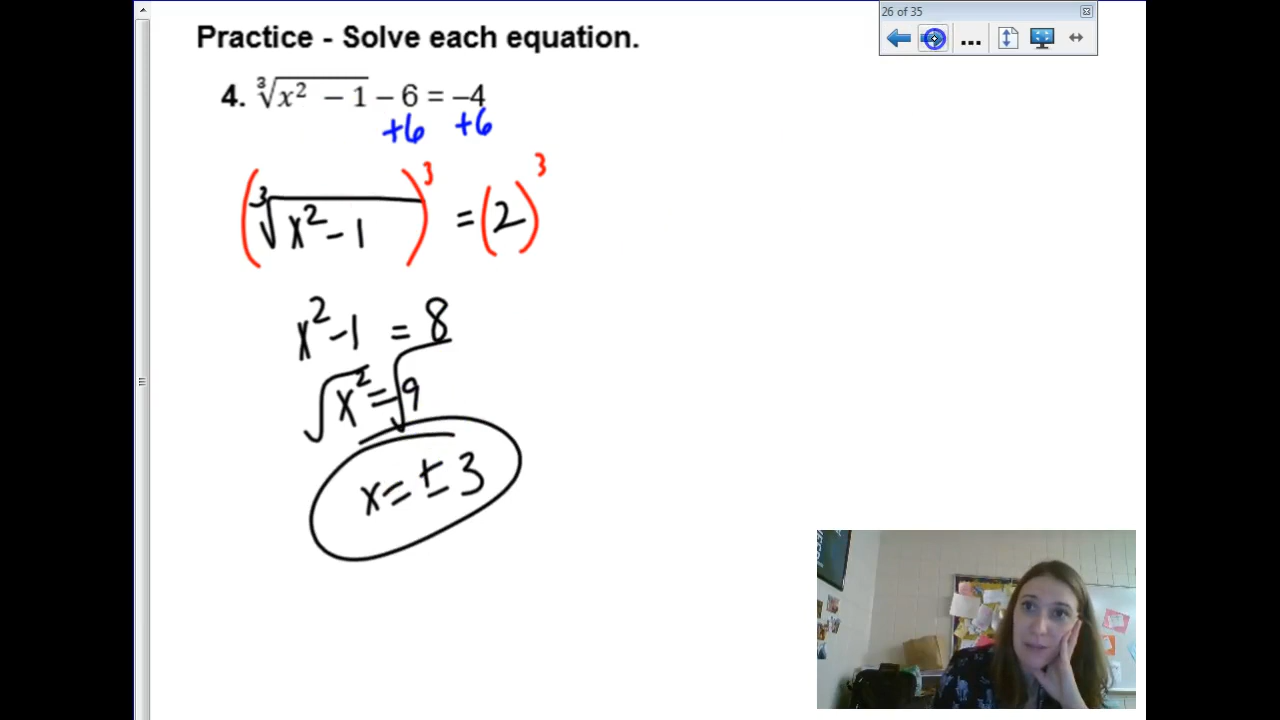 26 of 35
Practice - Solve each equation.
4. ∛(x² − 1) − 6 = −4
+6 +6
(∛(x² − 1))³ = (2)³
x² − 1 = 8
√x² = √9
x = ± 3